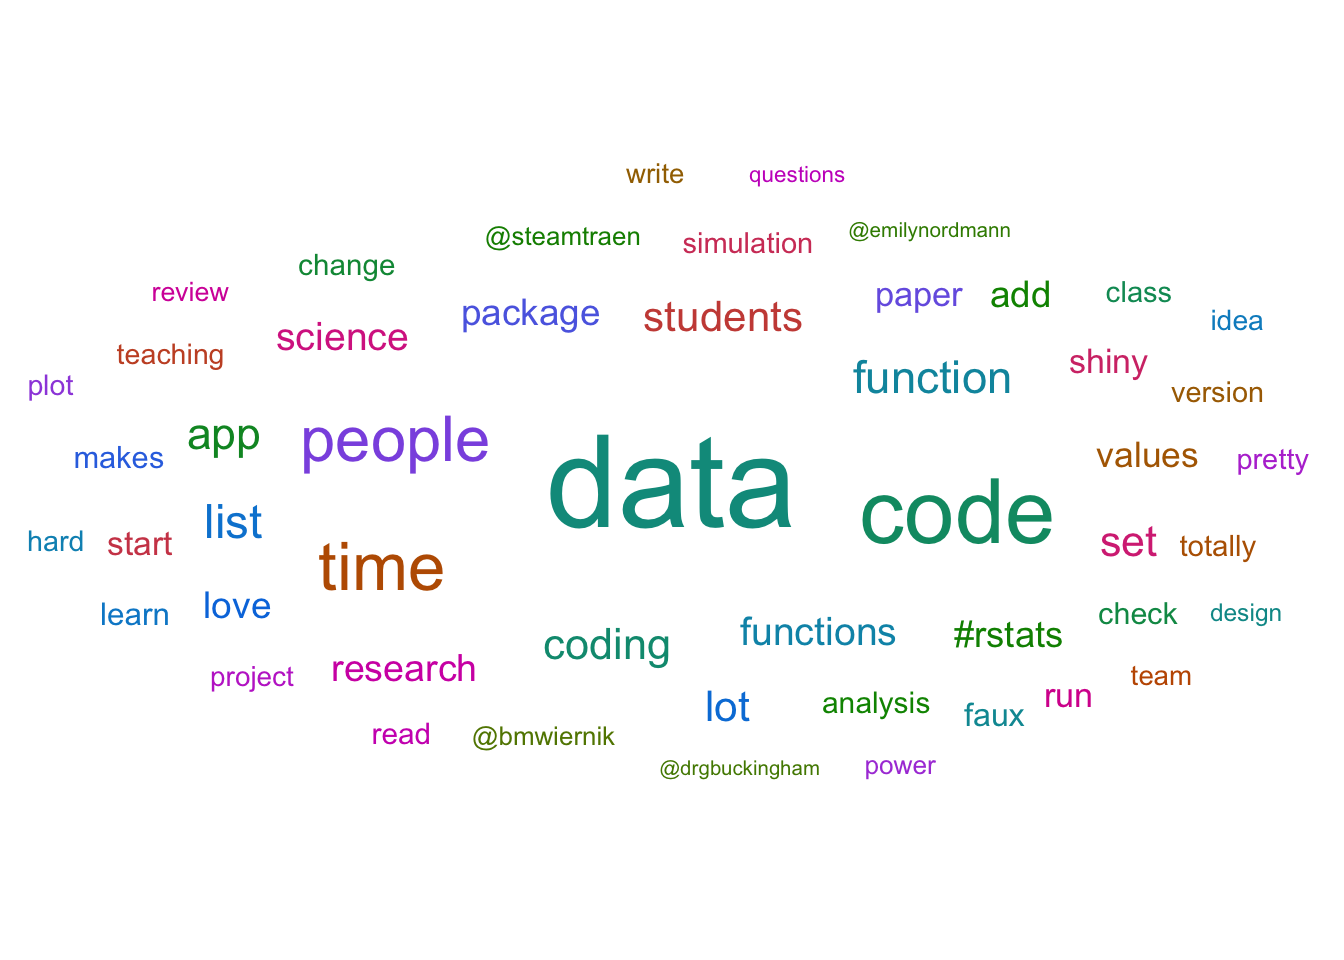 write
questions
@steamtraen
simulation
@emilynordmann
change
review
package
students
paper
add
class
idea
science
teaching
plot
function
shiny
version
app
people
data
code
values
pretty
makes
list
time
hard
start
set
totally
learn
love
coding
functions
#rstats
check
design
project
research
lot
analysis
faux
run
team
read
@bmwiernik
@drgbuckingham
power